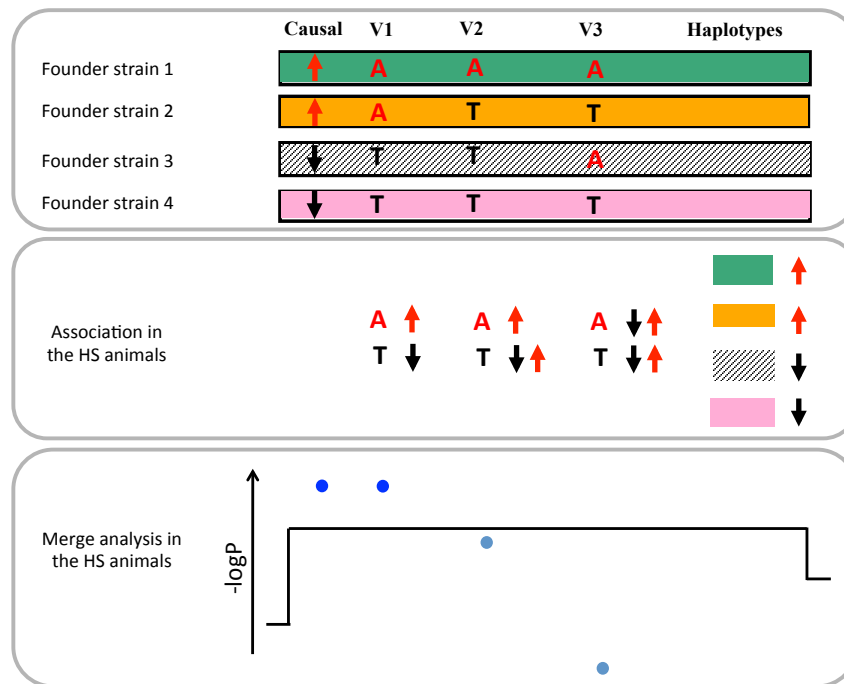 Causal V1 V2 V3 Haplotypes
Founder strain 1 A A A
Founder strain 2 A T T
Founder strain 3 T T A
Founder strain 4 T T T
Association in
the HS animals
A A A
T T T
Merge analysis in
the HS animals
-logP